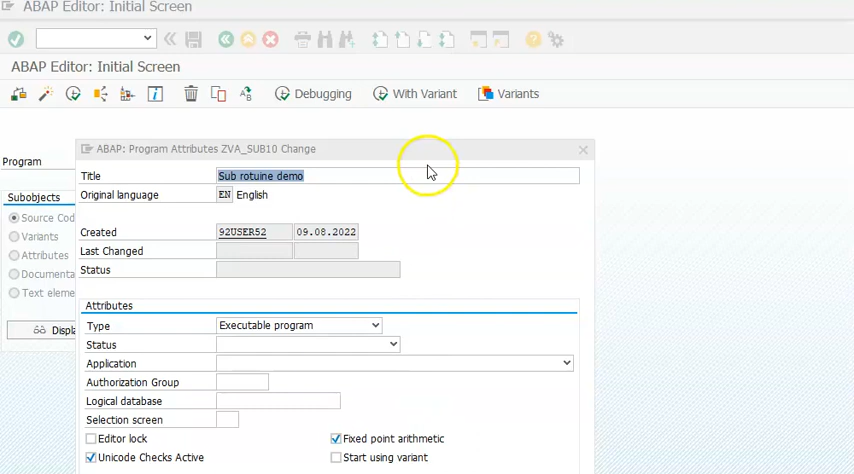 ABAP Editor: Initial Screen
ABAP Editor: Initial Screen
Debugging With Variant Variants
ABAP: Program Attributes ZVA_SUB10 Change
Program
Title Sub rotuine demo
Original language EN English
Subobjects
Source Cod
Created 92USER52 09.08.2022
Variants
Last Changed
Attributes
Status
Documenta
Text eleme
Attributes
Type Executable program
Displa
Status
Application
Authorization Group
Logical database
Selection screen
Editor lock Fixed point arithmetic
Unicode Checks Active Start using variant